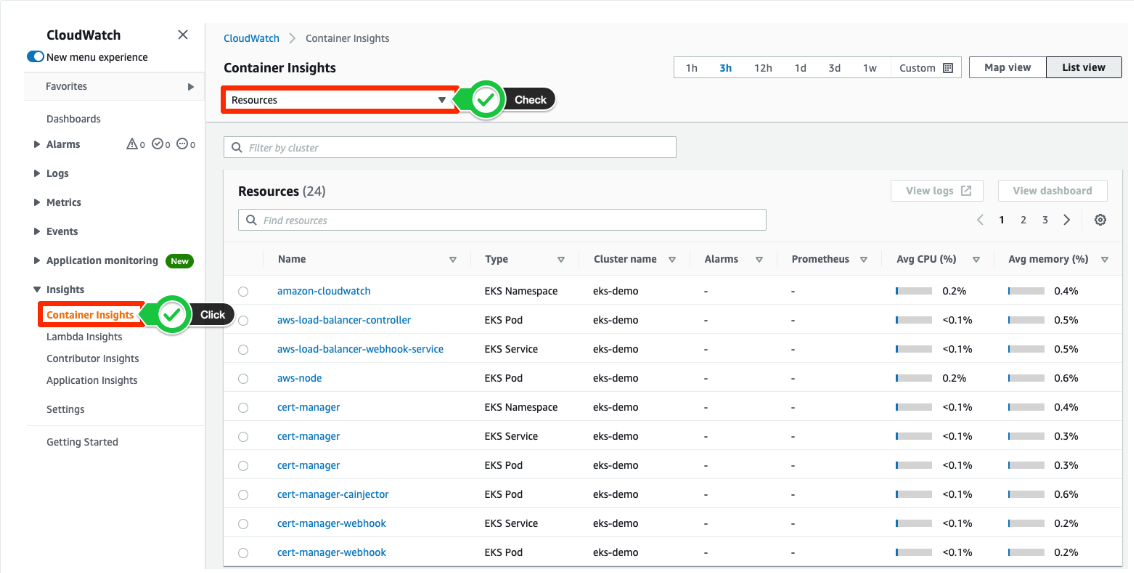 CloudWatch
New menu experience
Favorites
Dashboards
Alarms 0 0 0
Logs
Metrics
Events
Application monitoring New
Insights
Container Insights Click
Lambda Insights
Contributor Insights
Application Insights
Settings
Getting Started
CloudWatch > Container Insights
Container Insights
1h 3h 12h 1d 3d 1w Custom Map view List view
Resources Check
Filter by cluster
Resources (24) View logs View dashboard
Find resources 1 2 3
Name Type Cluster name Alarms Prometheus Avg CPU (%) Avg memory (%)
amazon-cloudwatch EKS Namespace eks-demo - - 0.2% 0.4%
aws-load-balancer-controller EKS Pod eks-demo - - <0.1% 0.5%
aws-load-balancer-webhook-service EKS Service eks-demo - - <0.1% 0.5%
aws-node EKS Pod eks-demo - - 0.2% 0.6%
cert-manager EKS Namespace eks-demo - - <0.1% 0.4%
cert-manager EKS Service eks-demo - - <0.1% 0.3%
cert-manager EKS Pod eks-demo - - <0.1% 0.3%
cert-manager-cainjector EKS Pod eks-demo - - <0.1% 0.6%
cert-manager-webhook EKS Service eks-demo - - <0.1% 0.2%
cert-manager-webhook EKS Pod eks-demo - - <0.1% 0.2%